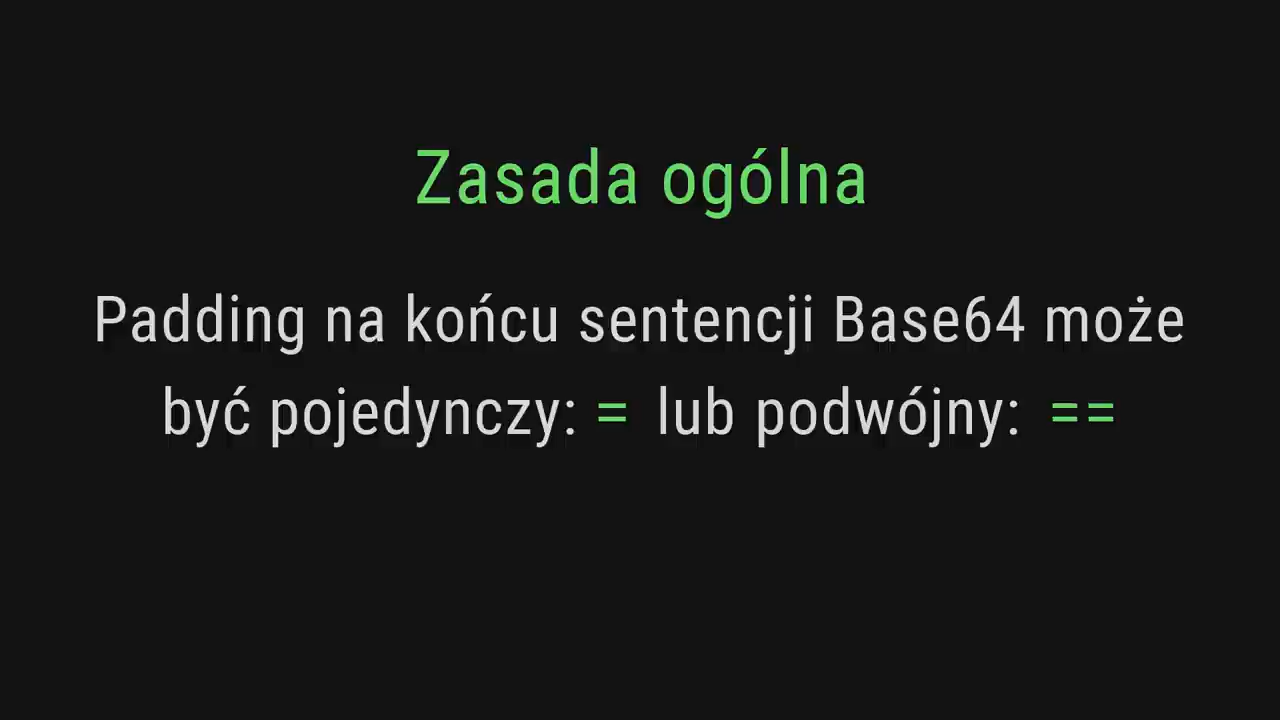 Zasada ogólna
Padding na końcu sentencji Base64 może
być pojedynczy: = lub podwójny: ==